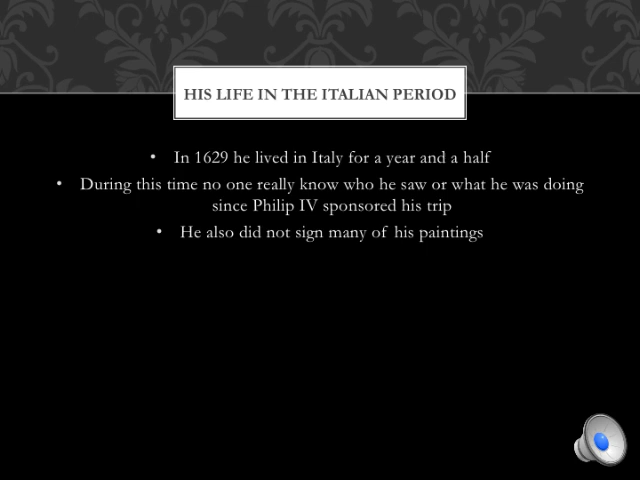 HIS LIFE IN THE ITALIAN PERIOD
• In 1629 he lived in Italy for a year and a half
• During this time no one really know who he saw or what he was doing
since Philip IV sponsored his trip
• He also did not sign many of his paintings